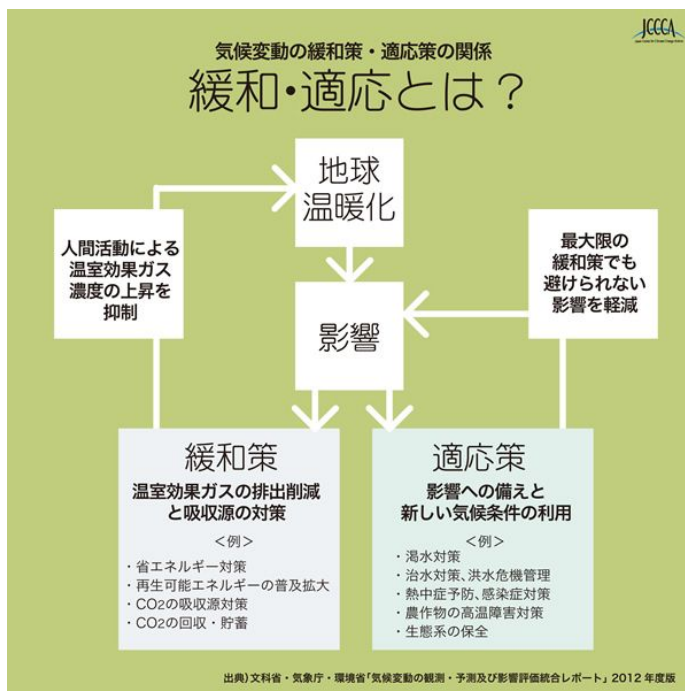 JCCCA
Japan Center for Climate Change Actions
気候変動の緩和策・適応策の関係
緩和・適応とは？
地球
温暖化
人間活動による
温室効果ガス
濃度の上昇を
抑制
最大限の
緩和策でも
避けられない
影響を軽減
影響
緩和策
温室効果ガスの排出削減
と吸収源の対策
＜例＞
・省エネルギー対策
・再生可能エネルギーの普及拡大
・CO2の吸収源対策
・CO2の回収・貯蓄
適応策
影響への備えと
新しい気候条件の利用
＜例＞
・渇水対策
・治水対策、洪水危機管理
・熱中症予防、感染症対策
・農作物の高温障害対策
・生態系の保全
出典）文科省・気象庁・環境省「気候変動の観測・予測及び影響評価統合レポート」2012年度版